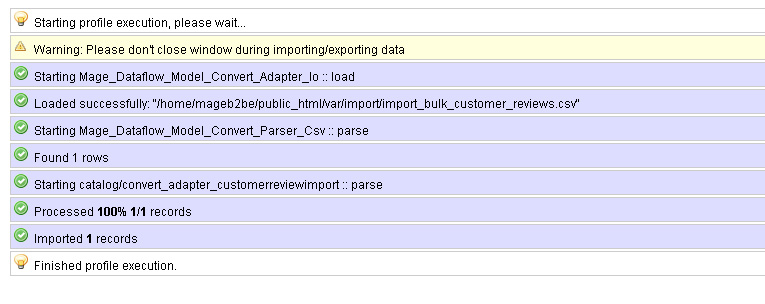 Starting profile execution, please wait...
Warning: Please don't close window during importing/exporting data
Starting Mage_Dataflow_Model_Convert_Adapter_Io :: load
Loaded successfully: "/home/mageb2be/public_html/var/import/import_bulk_customer_reviews.csv"
Starting Mage_Dataflow_Model_Convert_Parser_Csv :: parse
Found 1 rows
Starting catalog/convert_adapter_customerreviewimport :: parse
Processed 100% 1/1 records
Imported 1 records
Finished profile execution.